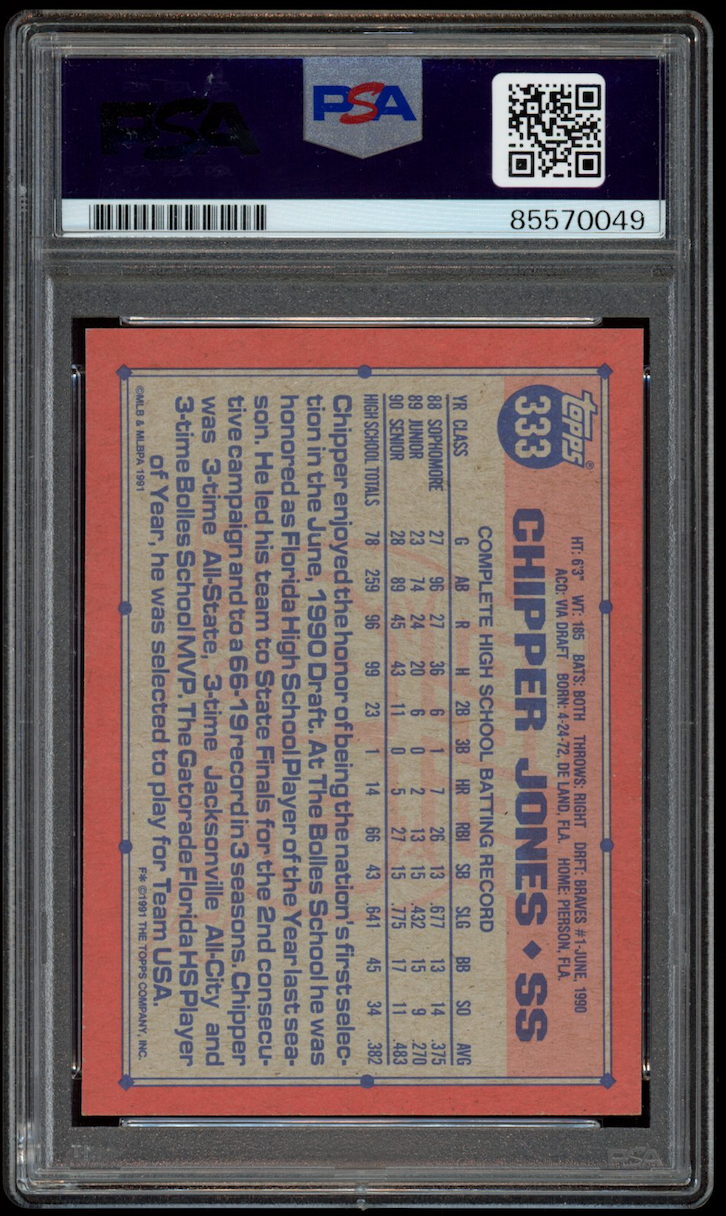 PSA
PSA
85570049
topps®
333
HT: 6'3" WT: 185 BATS: BOTH THROWS: RIGHT DRFT: BRAVES #1-JUNE, 1990
ACQ: VIA DRAFT BORN: 4-24-72, DE LAND, FLA. HOME: PIERSON, FLA.
CHIPPER JONES ♦ SS
COMPLETE HIGH SCHOOL BATTING RECORD
YR CLASS G AB R H 2B 3B HR RBI SB SLG BB SO AVG
88 SOPHOMORE 27 96 27 36 6 1 7 26 13 .677 13 14 .375
89 JUNIOR 23 74 24 20 6 0 2 13 15 .432 15 9 .270
90 SENIOR 28 89 45 43 11 0 5 27 15 .775 17 11 .483
HIGH SCHOOL TOTALS 78 259 96 99 23 1 14 66 43 .641 45 34 .382
Chipper enjoyed the honor of being the nation's first selec-
tion in the June, 1990 Draft. At The Bolles School he was
honored as Florida High School Player of the Year last sea-
son. He led his team to State Finals for the 2nd consecu-
tive campaign and to a 66-19 record in 3 seasons. Chipper
was 3-time All-State, 3-time Jacksonville All-City and
3-time Bolles School MVP. The Gatorade Florida HS Player
of Year, he was selected to play for Team USA.
©MLB & MLBPA 1991
F* ©1991 THE TOPPS COMPANY, INC.
PSA